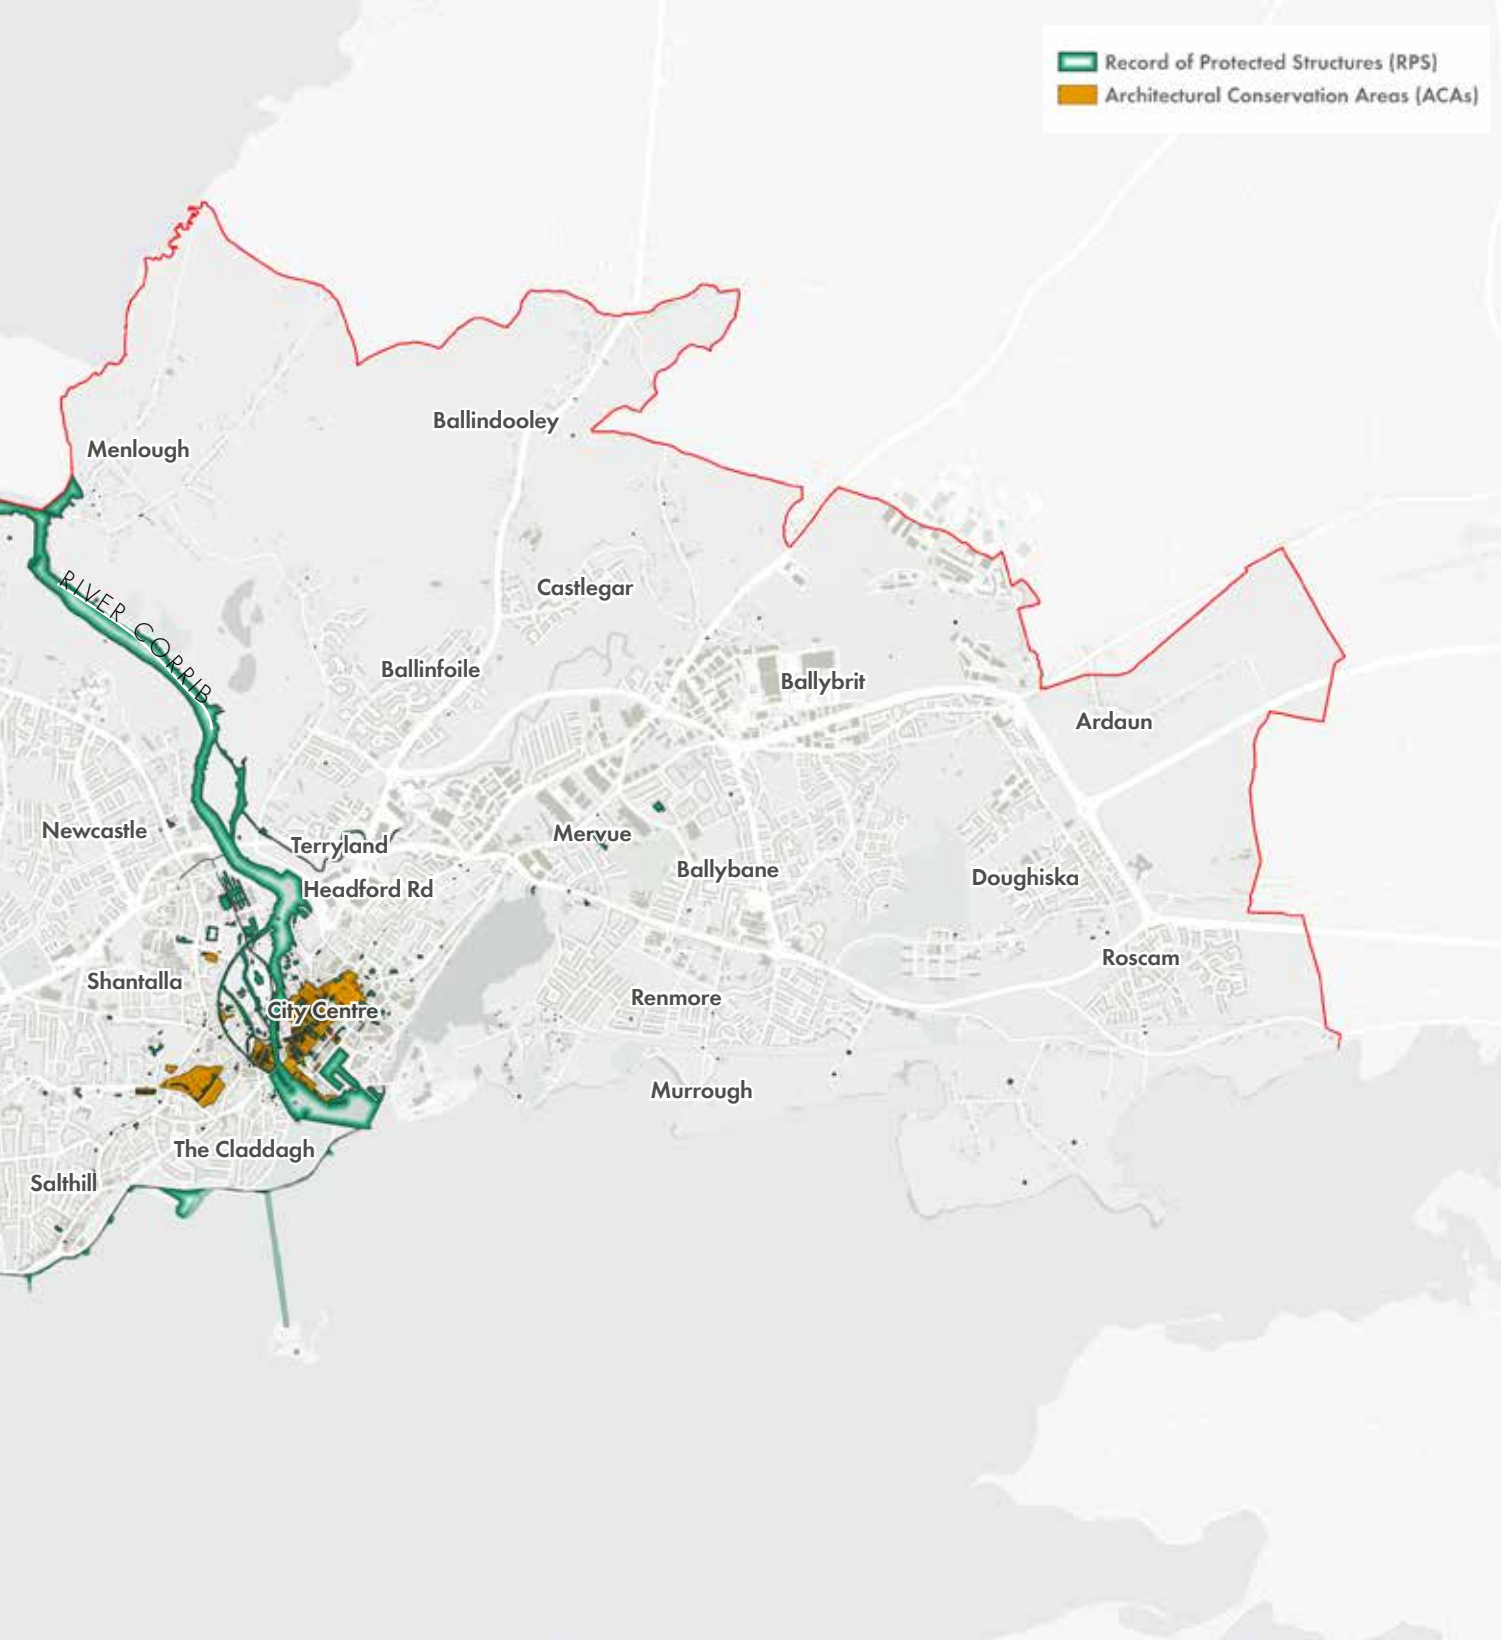 Record of Protected Structures (RPS)
Architectural Conservation Areas (ACAs)
Ballindooley
Menlough
RIVER CORRIB
Castlegar
Ballinfoile
Ballybrit
Ardaun
Newcastle
Terryland
Mervue
Ballybane
Doughiska
Headford Rd
Shantalla
Roscam
Renmore
City Centre
Murrough
The Claddagh
Salthill